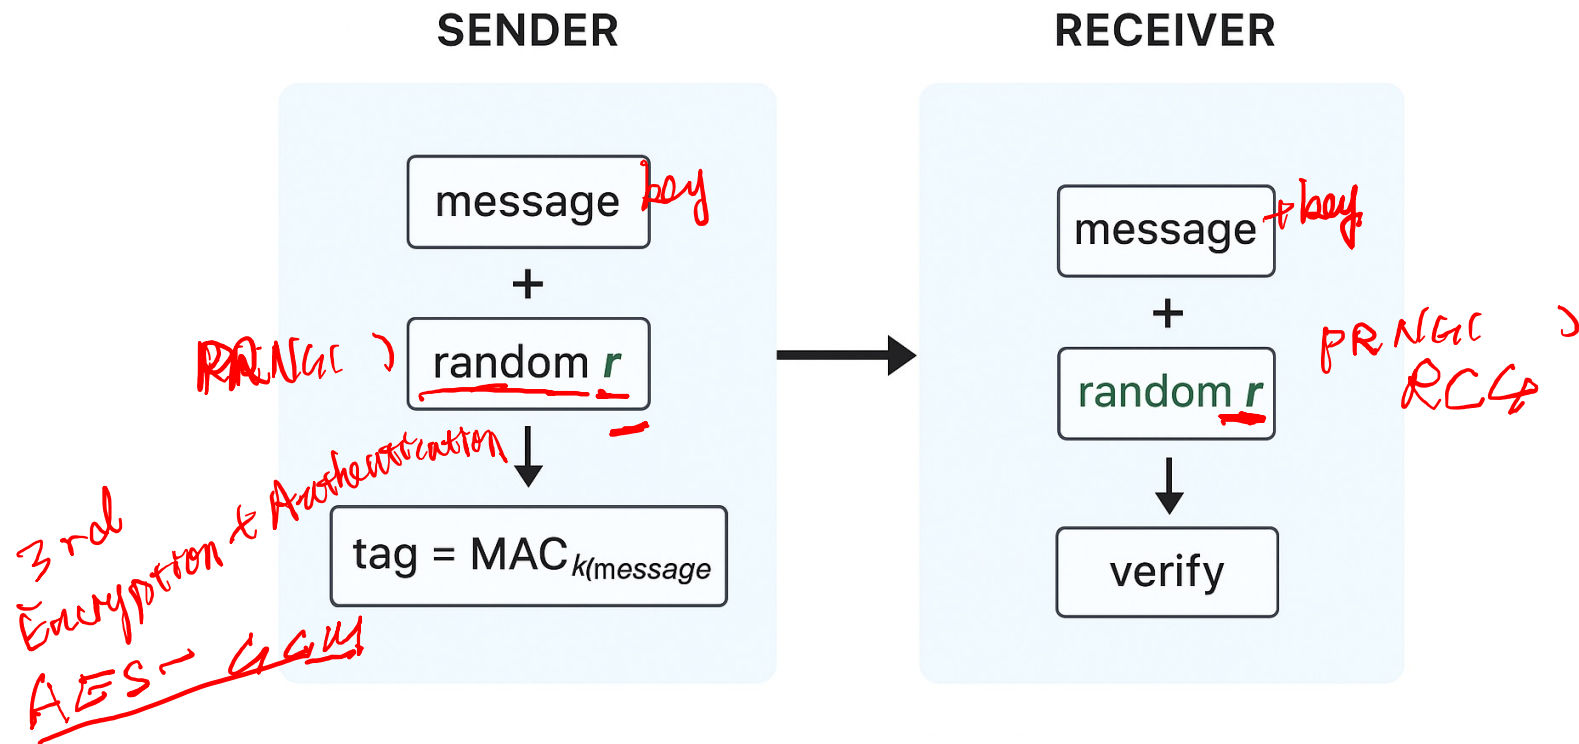 SENDER
RECEIVER
message key
+
PRNG( ) random r
3rd
Encryption + Authentication
AES- GCM
tag = MACk(message
message + key
+
random r
PRNG( )
RC4
verify